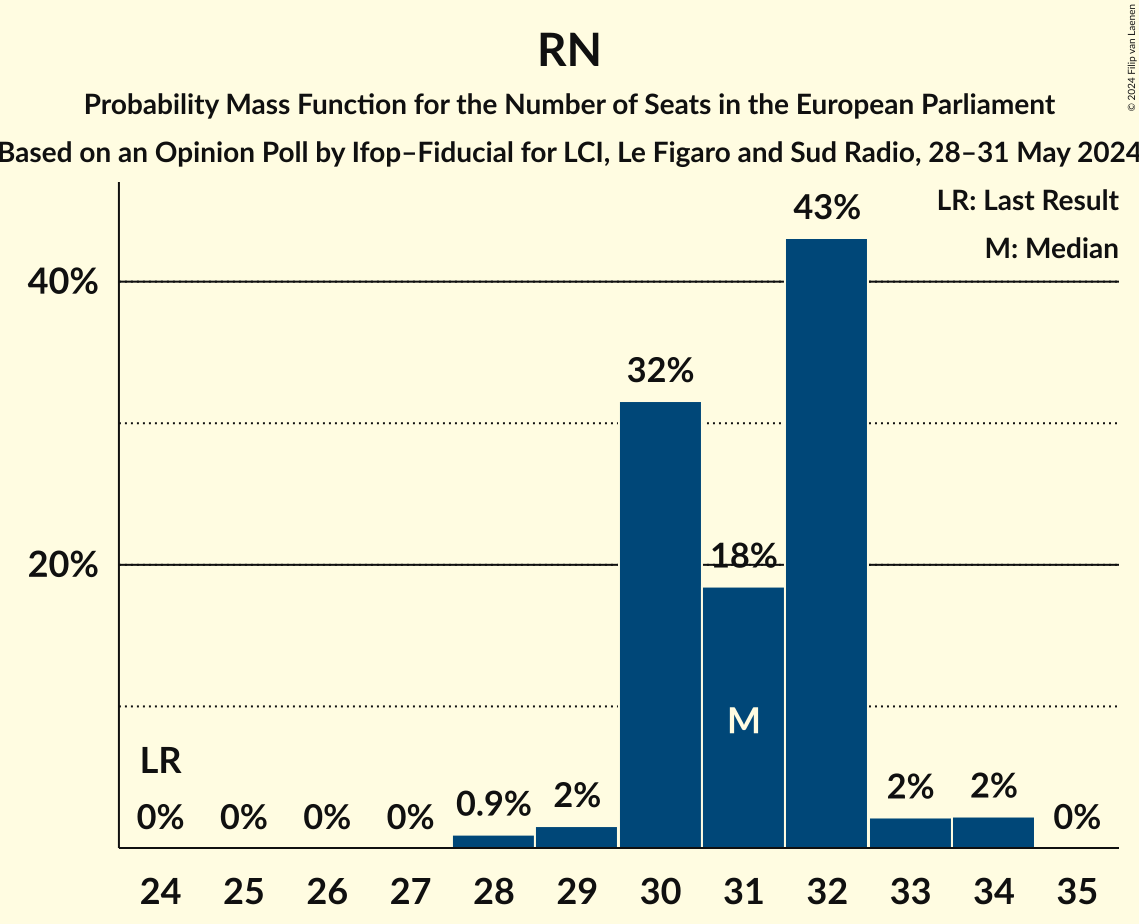 RN
Probability Mass Function for the Number of Seats in the European Parliament
Based on an Opinion Poll by Ifop–Fiducial for LCI, Le Figaro and Sud Radio, 28–31 May 2024
© 2024 Filip van Laenen
LR: Last Result
M: Median
43%
40%
32%
20%
18%
M
LR
0%
0%
0%
0%
0.9%
2%
2%
2%
0%
24 25 26 27 28 29 30 31 32 33 34 35